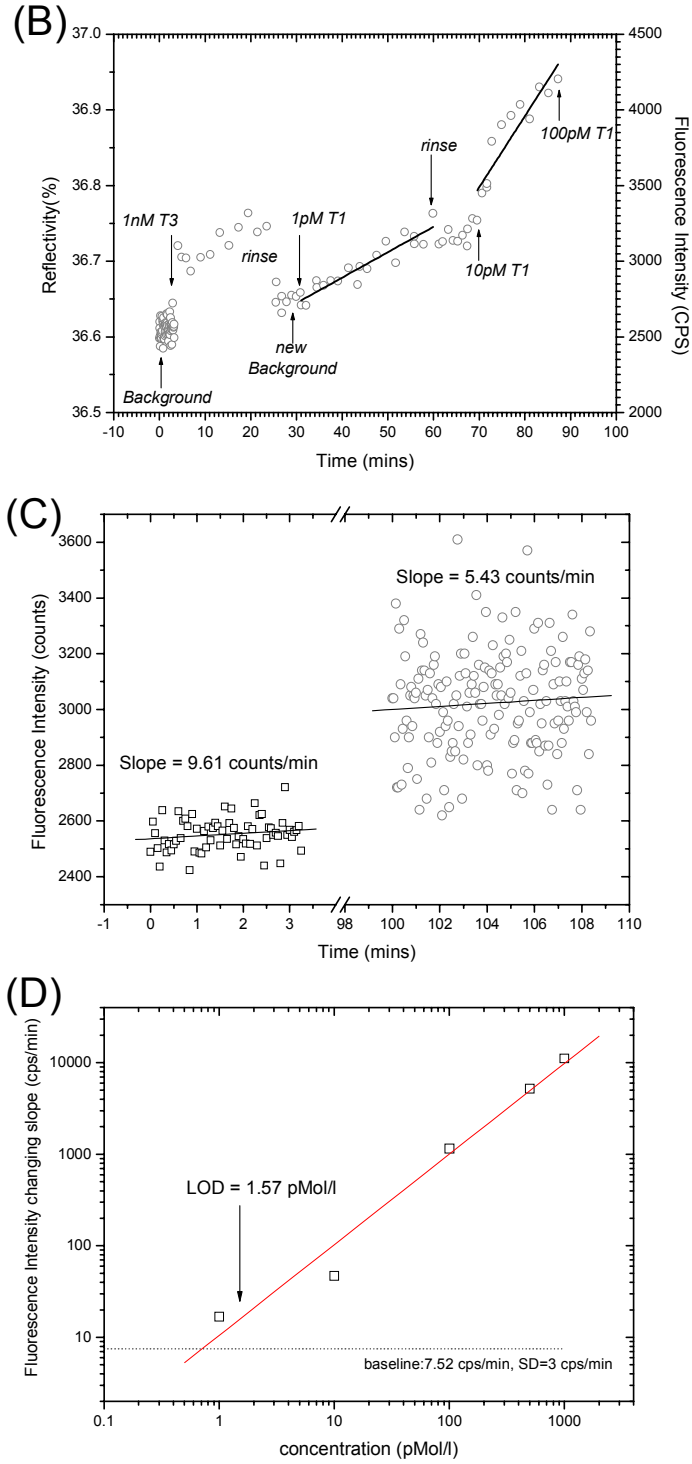 (B)
37.0
36.9
36.8
36.7
36.6
36.5
Reflectivity(%)
4500
4000
3500
3000
2500
2000
Fluorescence Intensity (CPS)
rinse
100pM T1
1nM T3
1pM T1
rinse
10pM T1
new
Background
Background
-10 0 10 20 30 40 50 60 70 80 90 100
Time (mins)
(C)
3600
3400
3200
3000
2800
2600
2400
Fluorescence Intensity (counts)
Slope = 5.43 counts/min
Slope = 9.61 counts/min
0 1 2 3 98 100 102 104 106 108 110
Time (mins)
(D)
10000
1000
100
10
Fluorescence Intensity changing slope (cps/min)
LOD = 1.57 pMol/l
baseline:7.52 cps/min, SD=3 cps/min
0.1 1 10 100 1000
concentration (pMol/l)